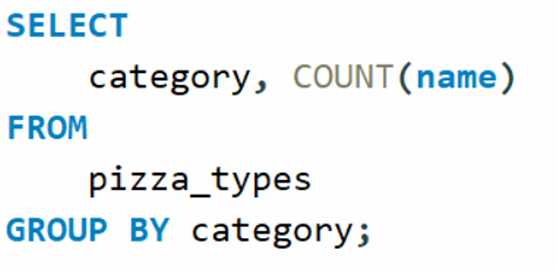 SELECT
    category, COUNT(name)
FROM
    pizza_types
GROUP BY category;